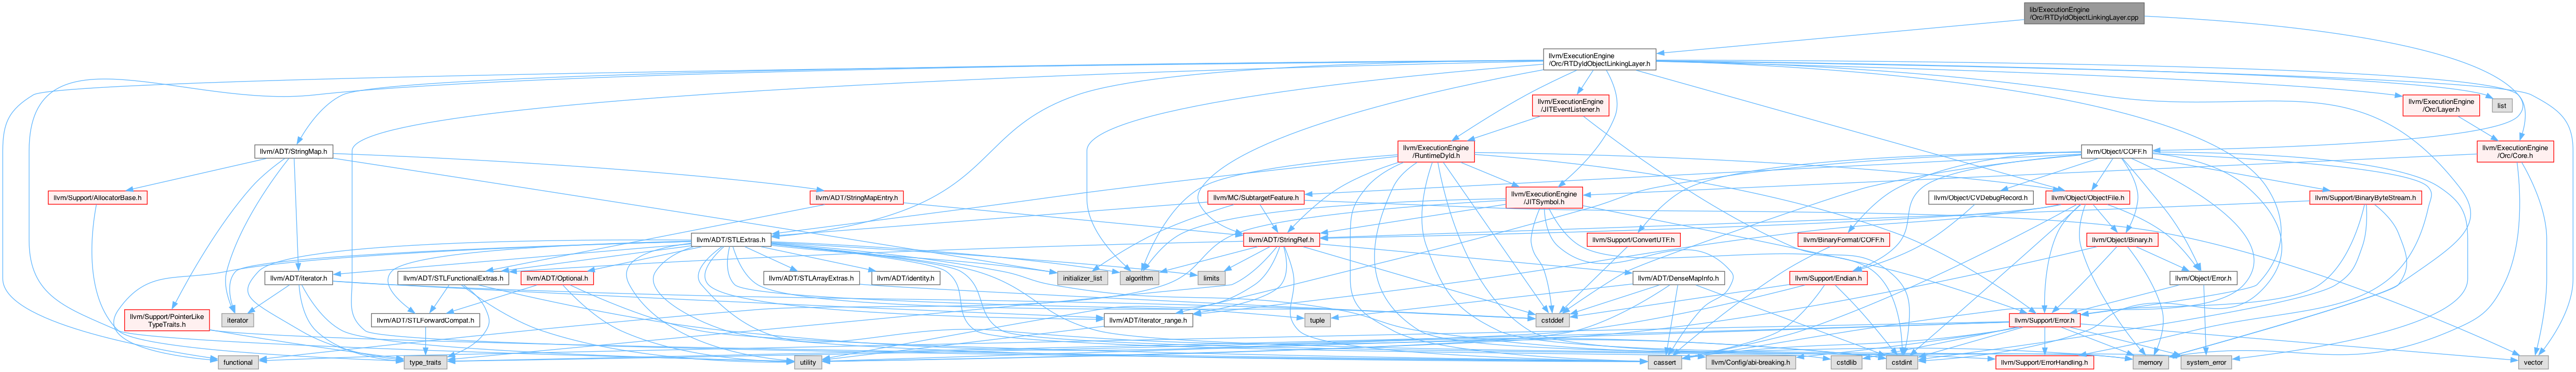 lib/ExecutionEngine
/Orc/RTDyldObjectLinkingLayer.cpp
llvm/ExecutionEngine
/Orc/RTDyldObjectLinkingLayer.h
llvm/ExecutionEngine
/JITEventListener.h
llvm/ExecutionEngine
/Orc/Layer.h
list
llvm/ADT/StringMap.h
llvm/ExecutionEngine
/RuntimeDyld.h
llvm/Object/COFF.h
llvm/ExecutionEngine
/Orc/Core.h
llvm/Support/AllocatorBase.h
llvm/ADT/StringMapEntry.h
llvm/MC/SubtargetFeature.h
llvm/ExecutionEngine
/JITSymbol.h
llvm/Object/CVDebugRecord.h
llvm/Object/ObjectFile.h
llvm/Support/BinaryByteStream.h
llvm/ADT/STLExtras.h
llvm/ADT/StringRef.h
llvm/Support/ConvertUTF.h
llvm/BinaryFormat/COFF.h
llvm/Object/Binary.h
llvm/ADT/iterator.h
llvm/ADT/STLFunctionalExtras.h
llvm/ADT/Optional.h
llvm/ADT/STLArrayExtras.h
llvm/ADT/identity.h
initializer_list
algorithm
limits
llvm/ADT/DenseMapInfo.h
llvm/Support/Endian.h
llvm/Object/Error.h
llvm/Support/PointerLike
TypeTraits.h
iterator
llvm/ADT/STLForwardCompat.h
llvm/ADT/iterator_range.h
tuple
cstddef
llvm/Support/Error.h
functional
type_traits
utility
cassert
llvm/Config/abi-breaking.h
cstdlib
cstdint
llvm/Support/ErrorHandling.h
memory
system_error
vector